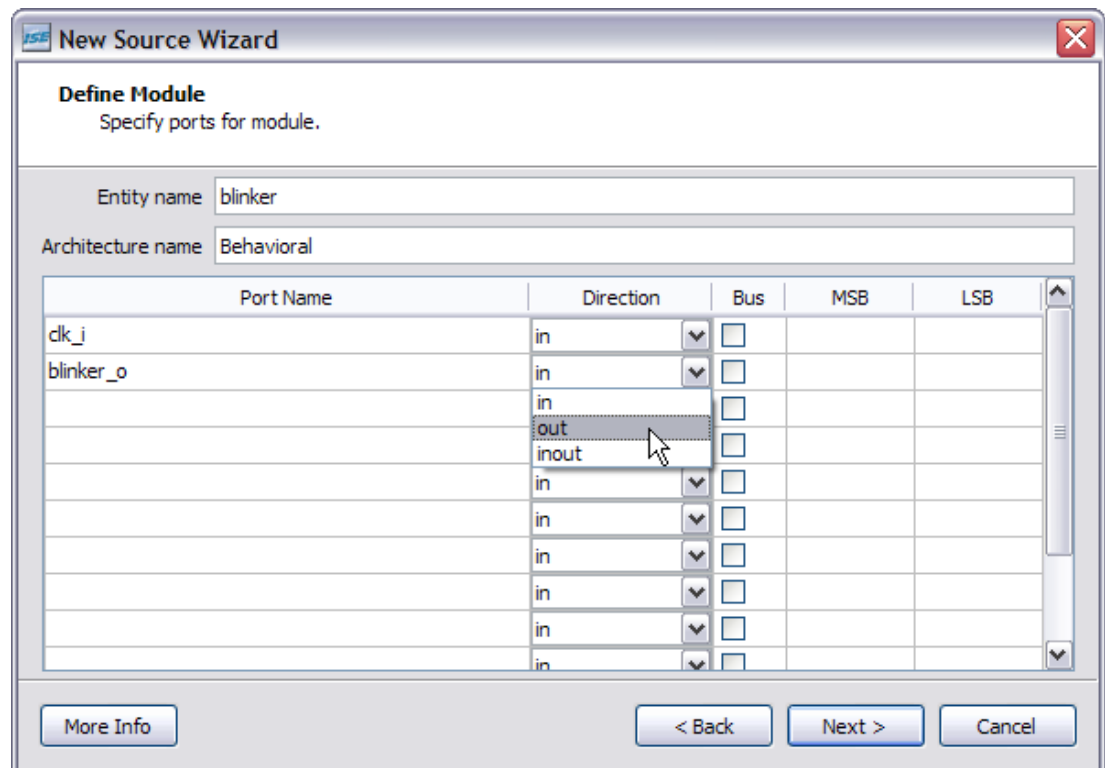 ISE New Source Wizard
Define Module
Specify ports for module.
Entity name blinker
Architecture name Behavioral
Port Name Direction Bus MSB LSB
clk_i in
blinker_o in
in
out
inout
in
in
in
in
in
in
More Info < Back Next > Cancel